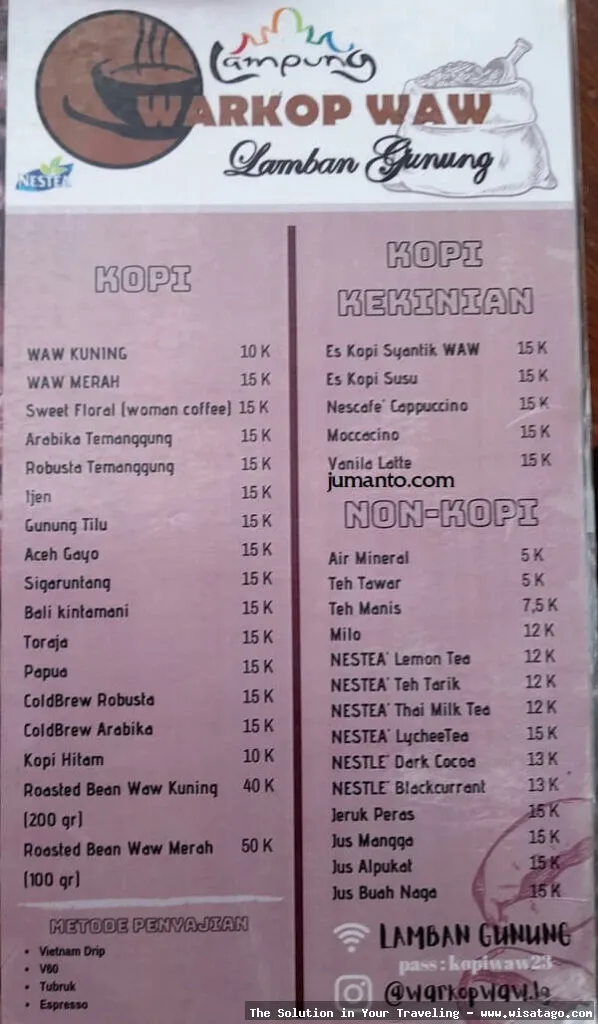 Lampung
WARKOP WAW
Lamban Gunung
NESTEA
KOPI
WAW KUNING 10 K
WAW MERAH 15 K
Sweet Floral (woman coffee) 15 K
Arabika Temanggung 15 K
Robusta Temanggung 15 K
Ijen 15 K
Gunung Tilu 15 K
Aceh Gayo 15 K
Sigaruntang 15 K
Bali kintamani 15 K
Toraja 15 K
Papua 15 K
ColdBrew Robusta 15 K
ColdBrew Arabika 15 K
Kopi Hitam 10 K
Roasted Bean Waw Kuning 40 K
(200 gr)
Roasted Bean Waw Merah 50 K
(100 gr)
METODE PENYAJIAN
• Vietnam Drip
• V60
• Tubruk
• Espresso
KOPI
KEKINIAN
Es Kopi Syantik WAW 15 K
Es Kopi Susu 15 K
Nescafe' Cappuccino 15 K
Moccacino 15 K
Vanila Latte 15 K
jumanto.com
NON-KOPI
Air Mineral 5 K
Teh Tawar 5 K
Teh Manis 7,5 K
Milo 12 K
NESTEA' Lemon Tea 12 K
NESTEA' Teh Tarik 12 K
NESTEA' Thai Milk Tea 12 K
NESTEA' LycheeTea 15 K
NESTLE' Dark Cocoa 13 K
NESTLE' Blackcurrant 13 K
Jeruk Peras 15 K
Jus Mangga 15 K
Jus Alpukat 15 K
Jus Buah Naga 15 K
LAMBAN GUNUNG
pass : kopiwaw23
@warkopwaw.lg
The Solution in Your Traveling - www.wisatago.com